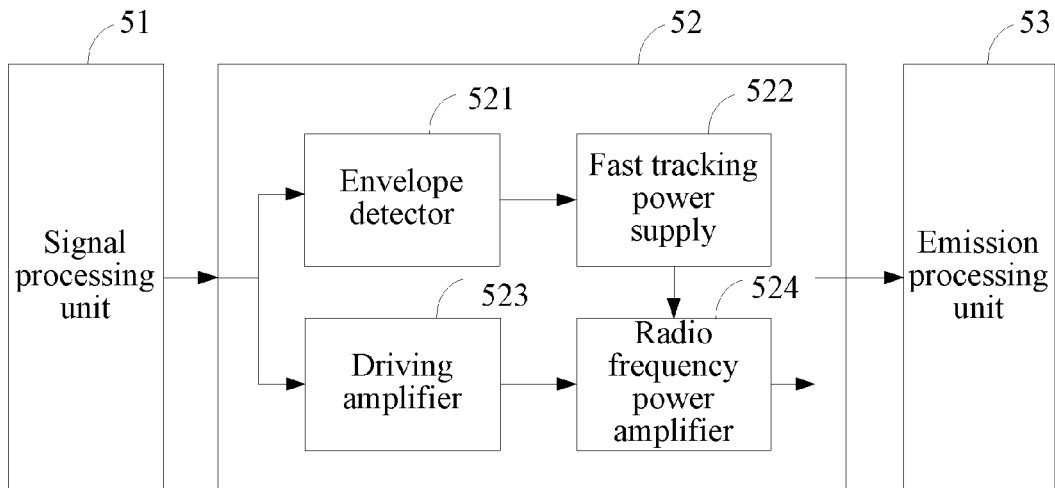 51
52
53
521
522
Envelope
detector
Fast tracking
power
supply
Signal
processing
unit
Emission
processing
unit
523
524
Driving
amplifier
Radio
frequency
power
amplifier